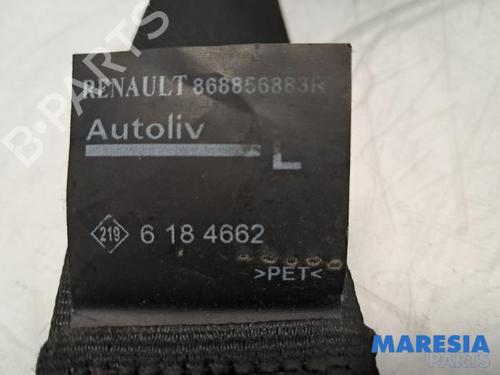 RENAULT 868856883R
Autoliv
L
219 6 18 4662
>PET<
B-PARTS
MARESIA
PARTS